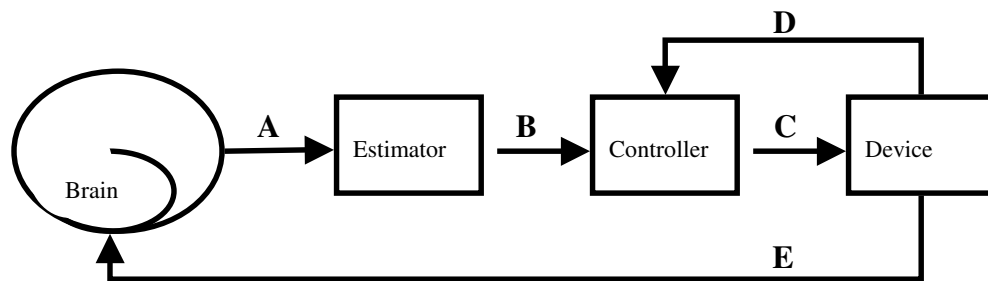 D
A
B
C
Estimator
Controller
Device
Brain
E